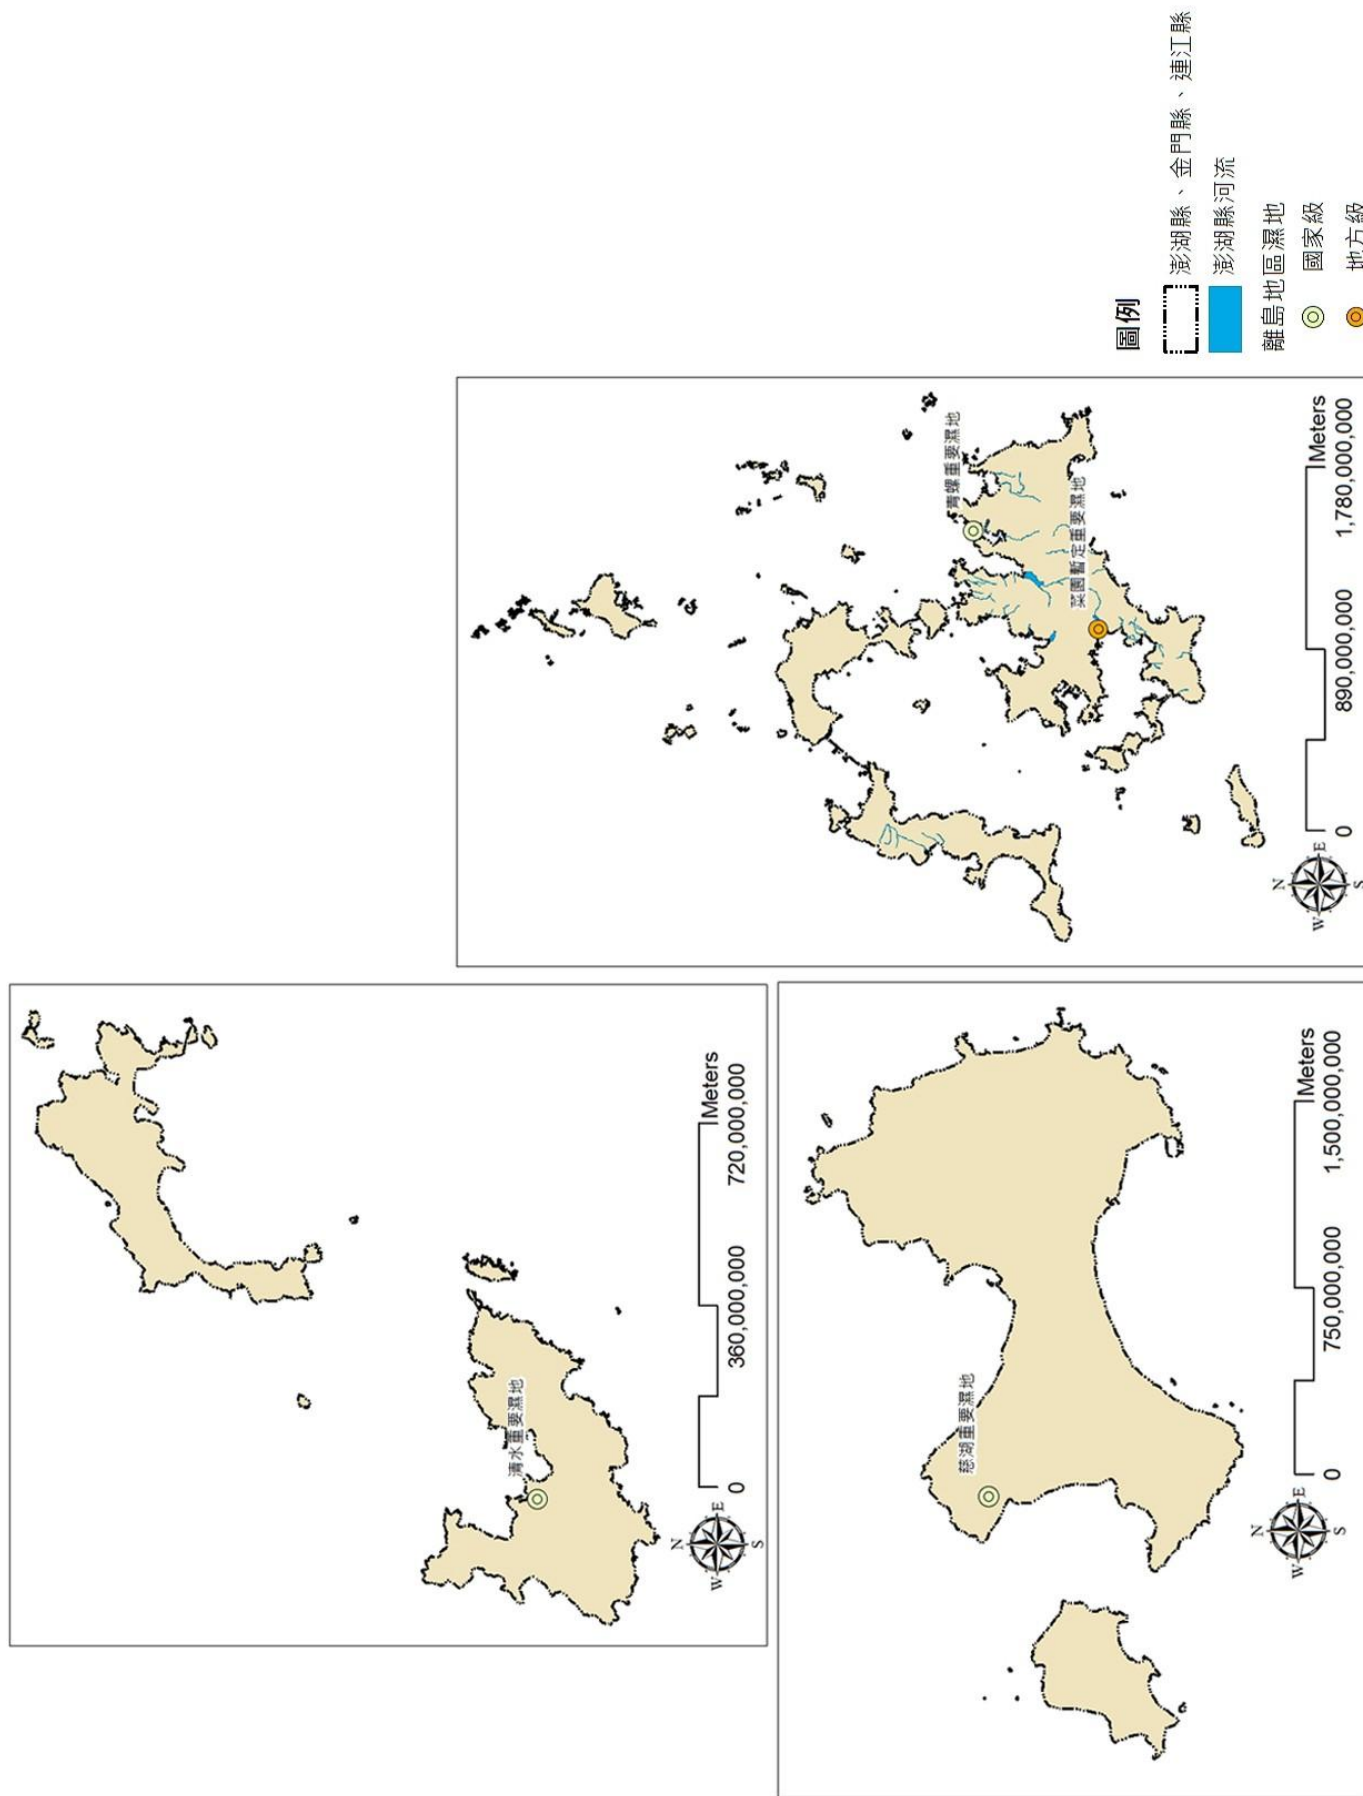 清水重要濕地
N
W
E
S
0
360,000,000
720,000,000
Meters
慈湖重要濕地
N
W
E
S
0
750,000,000
1,500,000,000
Meters
青螺重要濕地
菜園暫定重要濕地
N
W
E
S
0
890,000,000
1,780,000,000
Meters
圖例
澎湖縣、金門縣、連江縣
澎湖縣河流
離島地區濕地
國家級
地方級